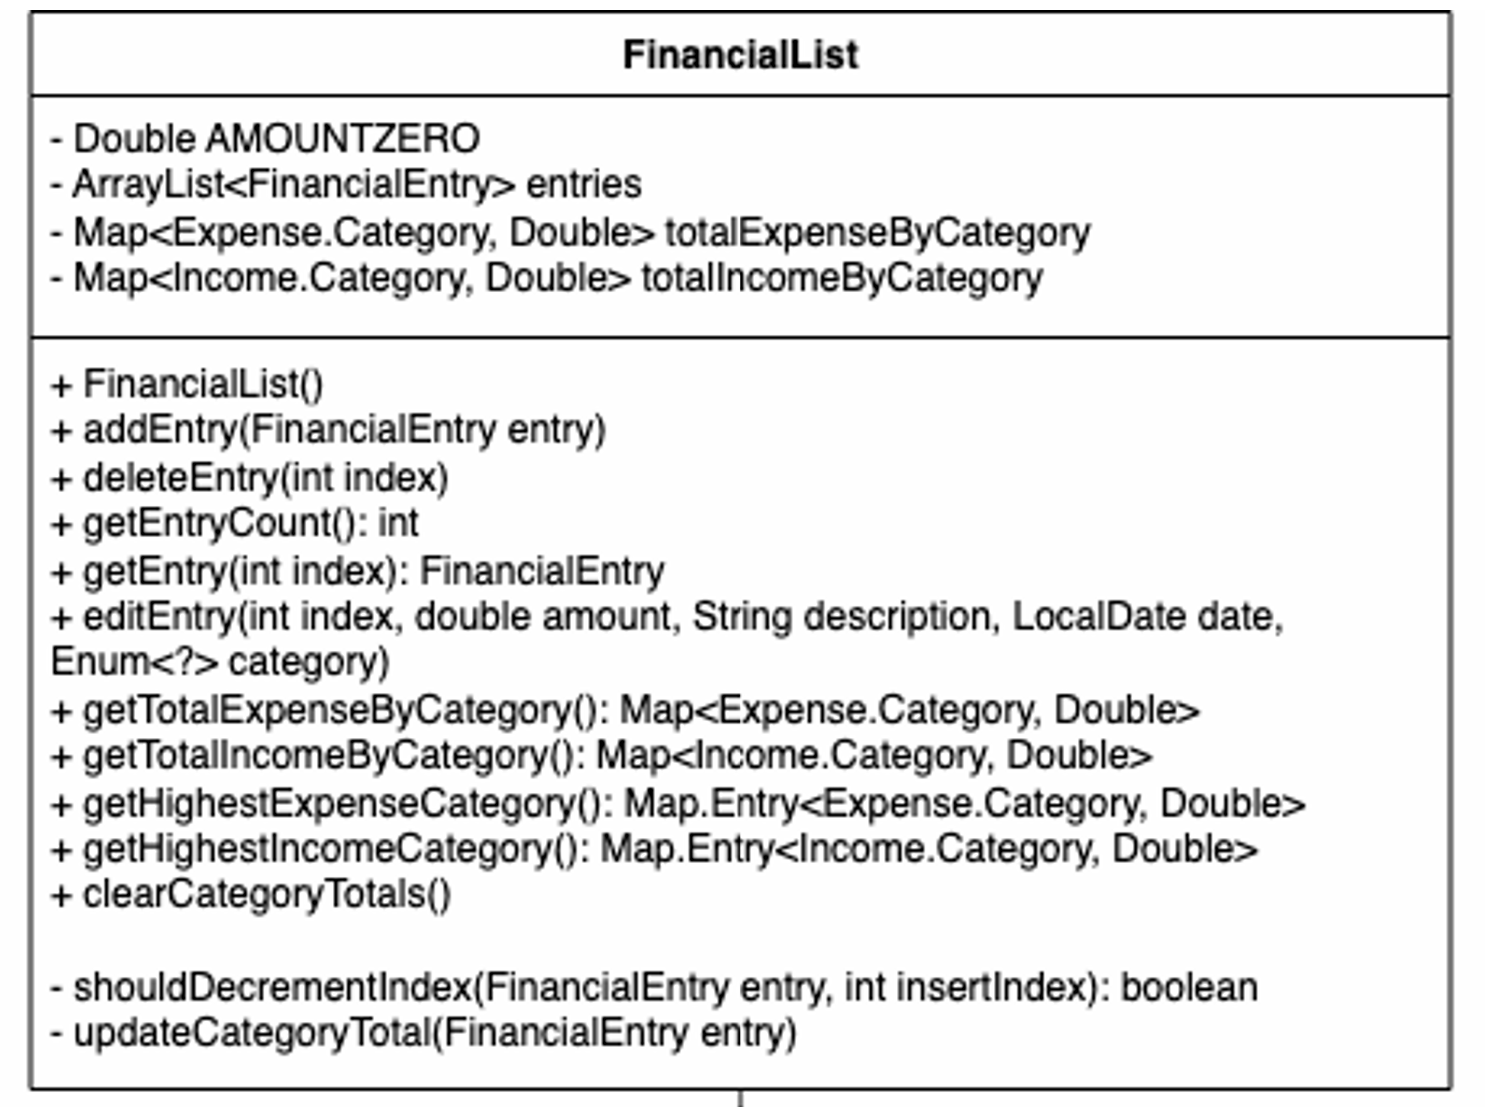 FinancialList
- Double AMOUNTZERO
- ArrayList<FinancialEntry> entries
- Map<Expense.Category, Double> totalExpenseByCategory
- Map<Income.Category, Double> totalIncomeByCategory
+ FinancialList()
+ addEntry(FinancialEntry entry)
+ deleteEntry(int index)
+ getEntryCount(): int
+ getEntry(int index): FinancialEntry
+ editEntry(int index, double amount, String description, LocalDate date,
Enum<?> category)
+ getTotalExpenseByCategory(): Map<Expense.Category, Double>
+ getTotalIncomeByCategory(): Map<Income.Category, Double>
+ getHighestExpenseCategory(): Map.Entry<Expense.Category, Double>
+ getHighestIncomeCategory(): Map.Entry<Income.Category, Double>
+ clearCategoryTotals()
- shouldDecrementIndex(FinancialEntry entry, int insertIndex): boolean
- updateCategoryTotal(FinancialEntry entry)